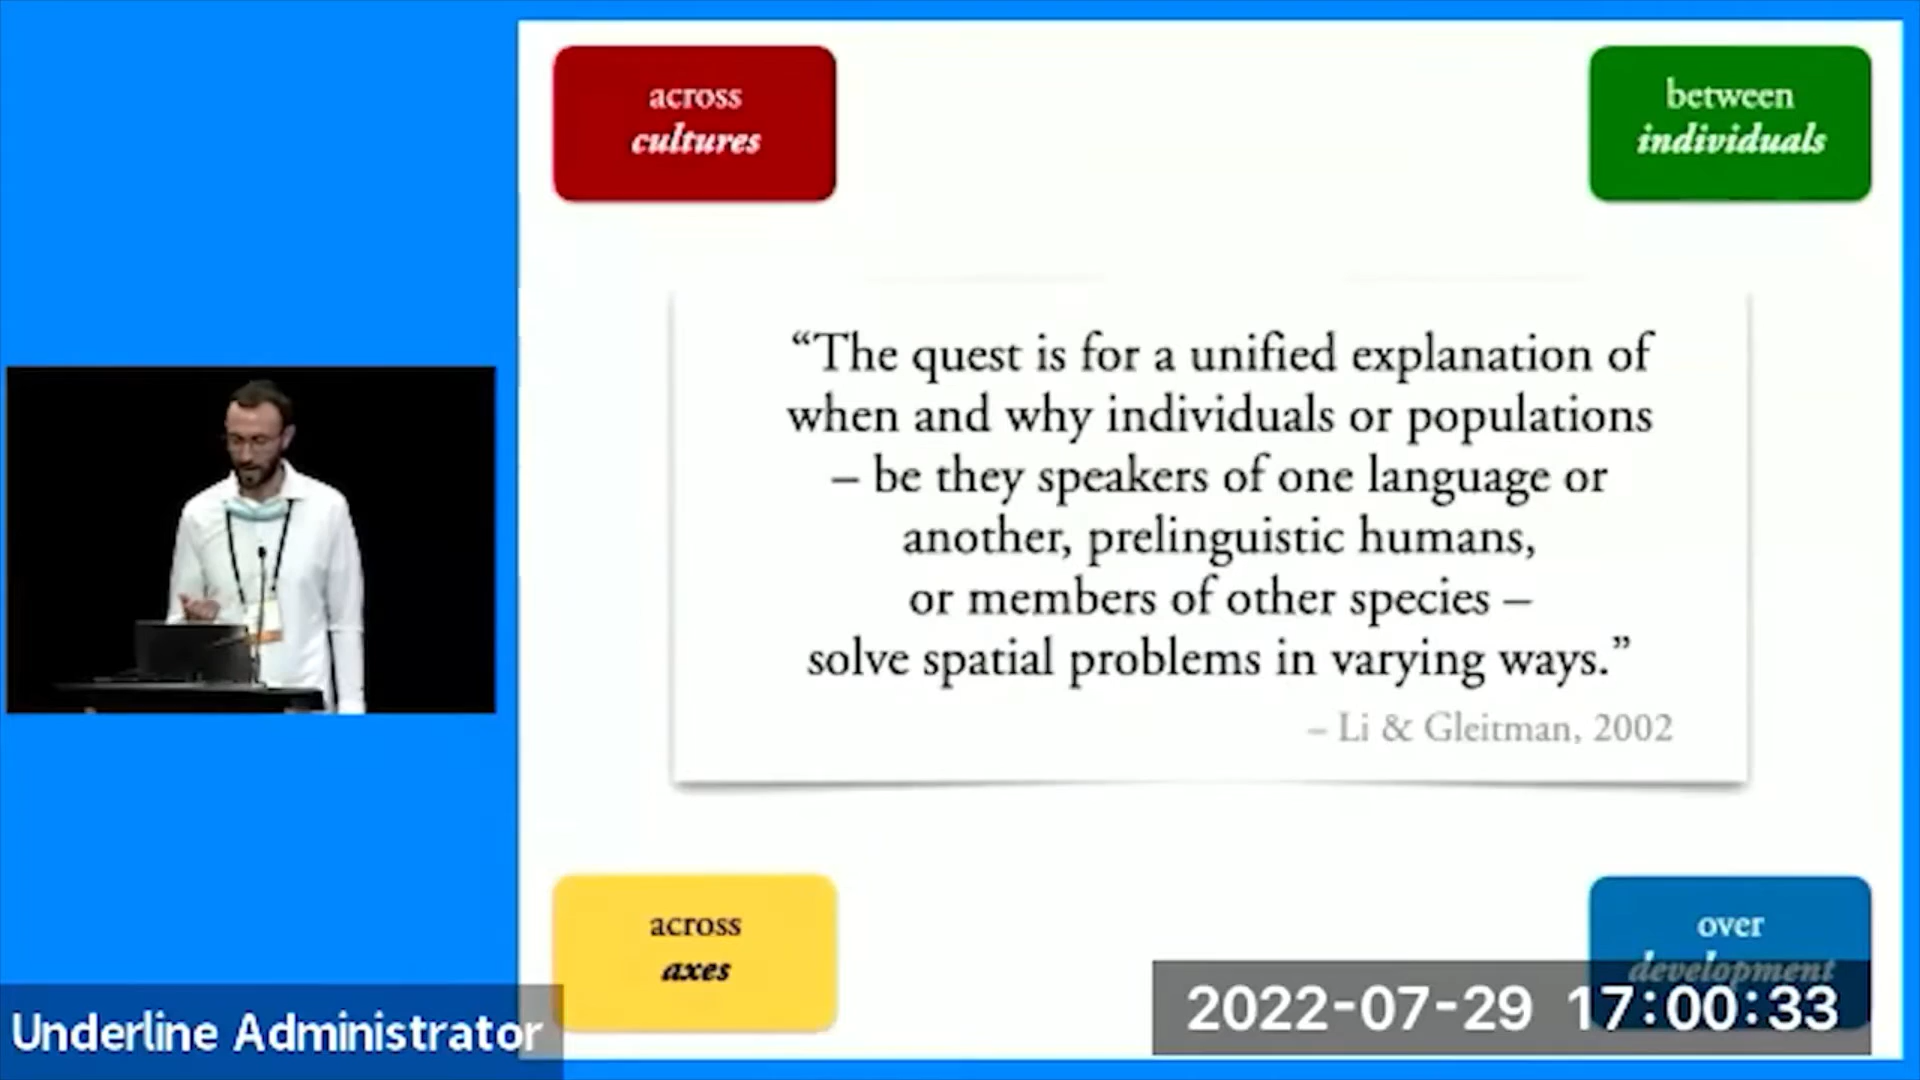 across
cultures
between
individuals
“The quest is for a unified explanation of
when and why individuals or populations
– be they speakers of one language or
another, prelinguistic humans,
or members of other species –
solve spatial problems in varying ways.”
– Li & Gleitman, 2002
across
axes
over
development
2022-07-29 17:00:33
Underline Administrator